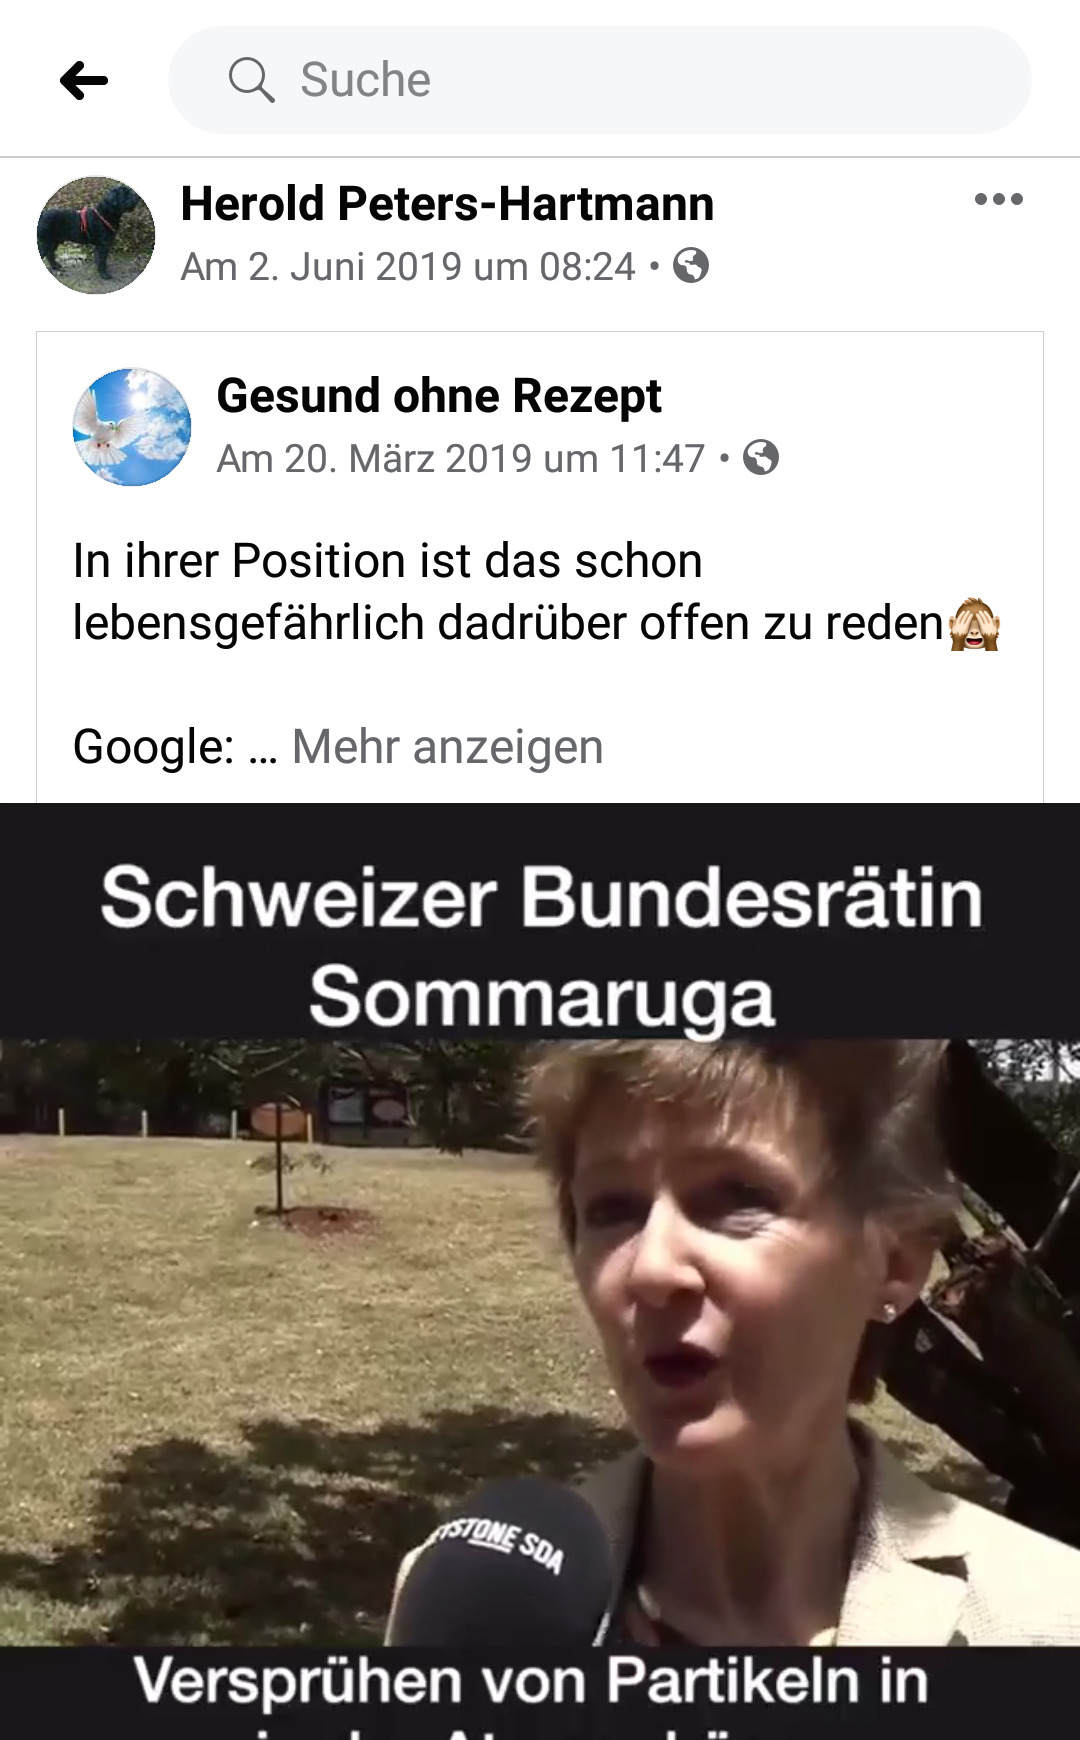 Suche
Herold Peters-Hartmann
Am 2. Juni 2019 um 08:24 •
Gesund ohne Rezept
Am 20. März 2019 um 11:47 •
In ihrer Position ist das schon
lebensgefährlich dadrüber offen zu reden🙈
Google: ... Mehr anzeigen
Schweizer Bundesrätin
Sommaruga
STONE SDA
Versprühen von Partikeln in